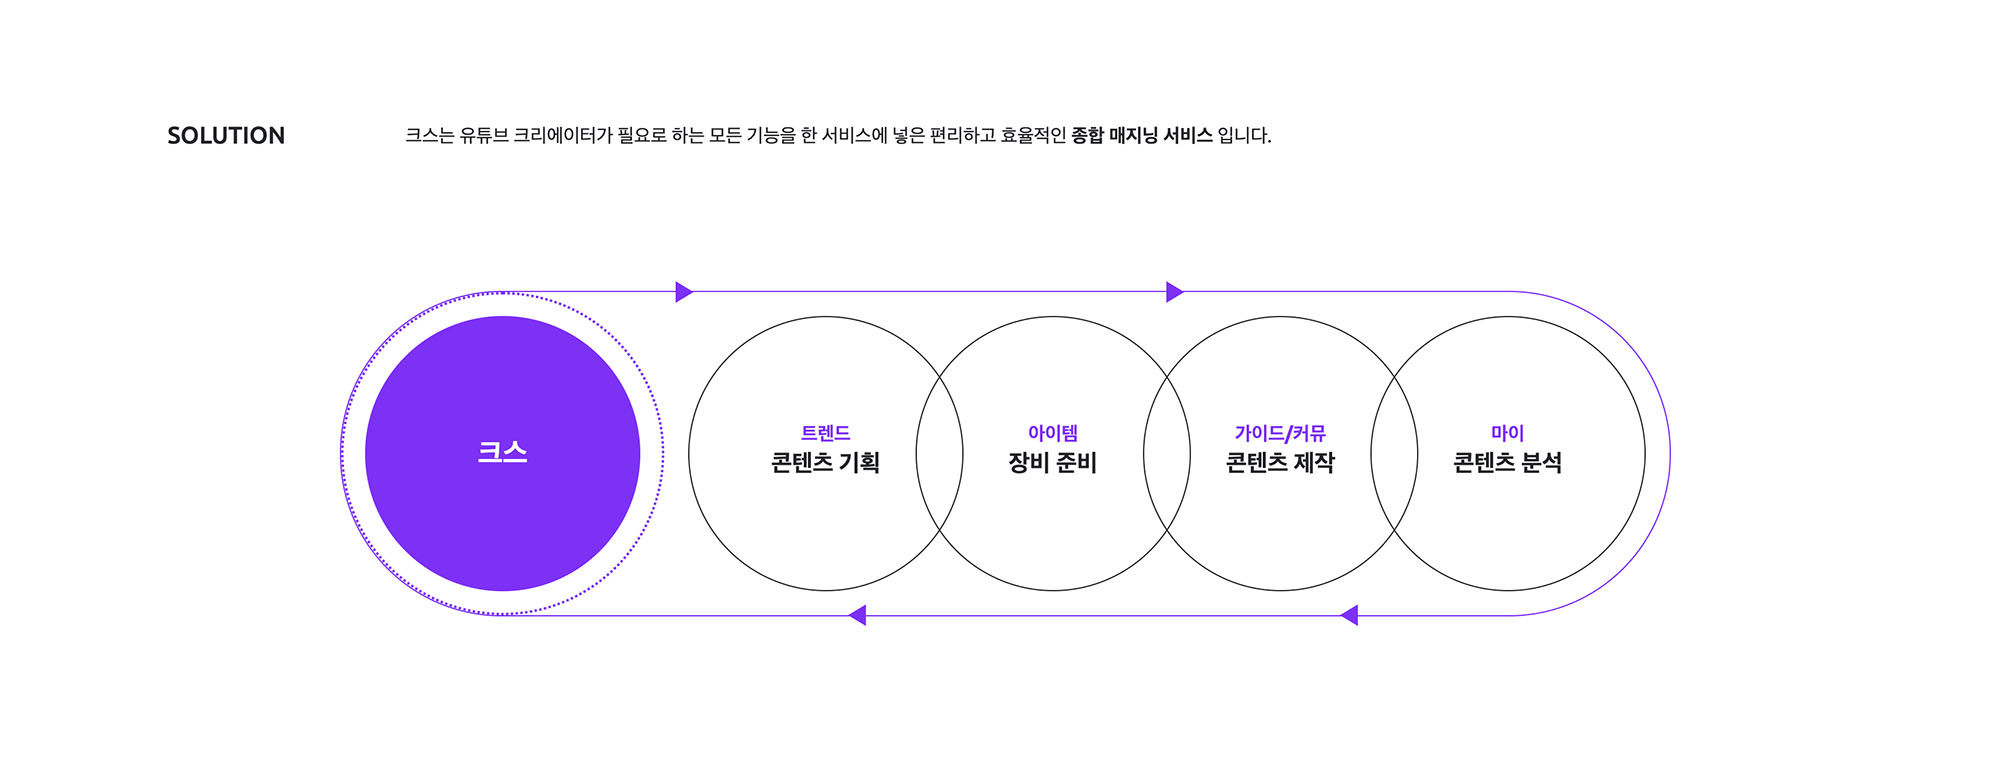 SOLUTION
크스는 유튜브 크리에이터가 필요로 하는 모든 기능을 한 서비스에 넣은 편리하고 효율적인 종합 매지닝 서비스 입니다.
크스
트렌드
콘텐츠 기획
아이템
장비 준비
가이드/커뮤
콘텐츠 제작
마이
콘텐츠 분석